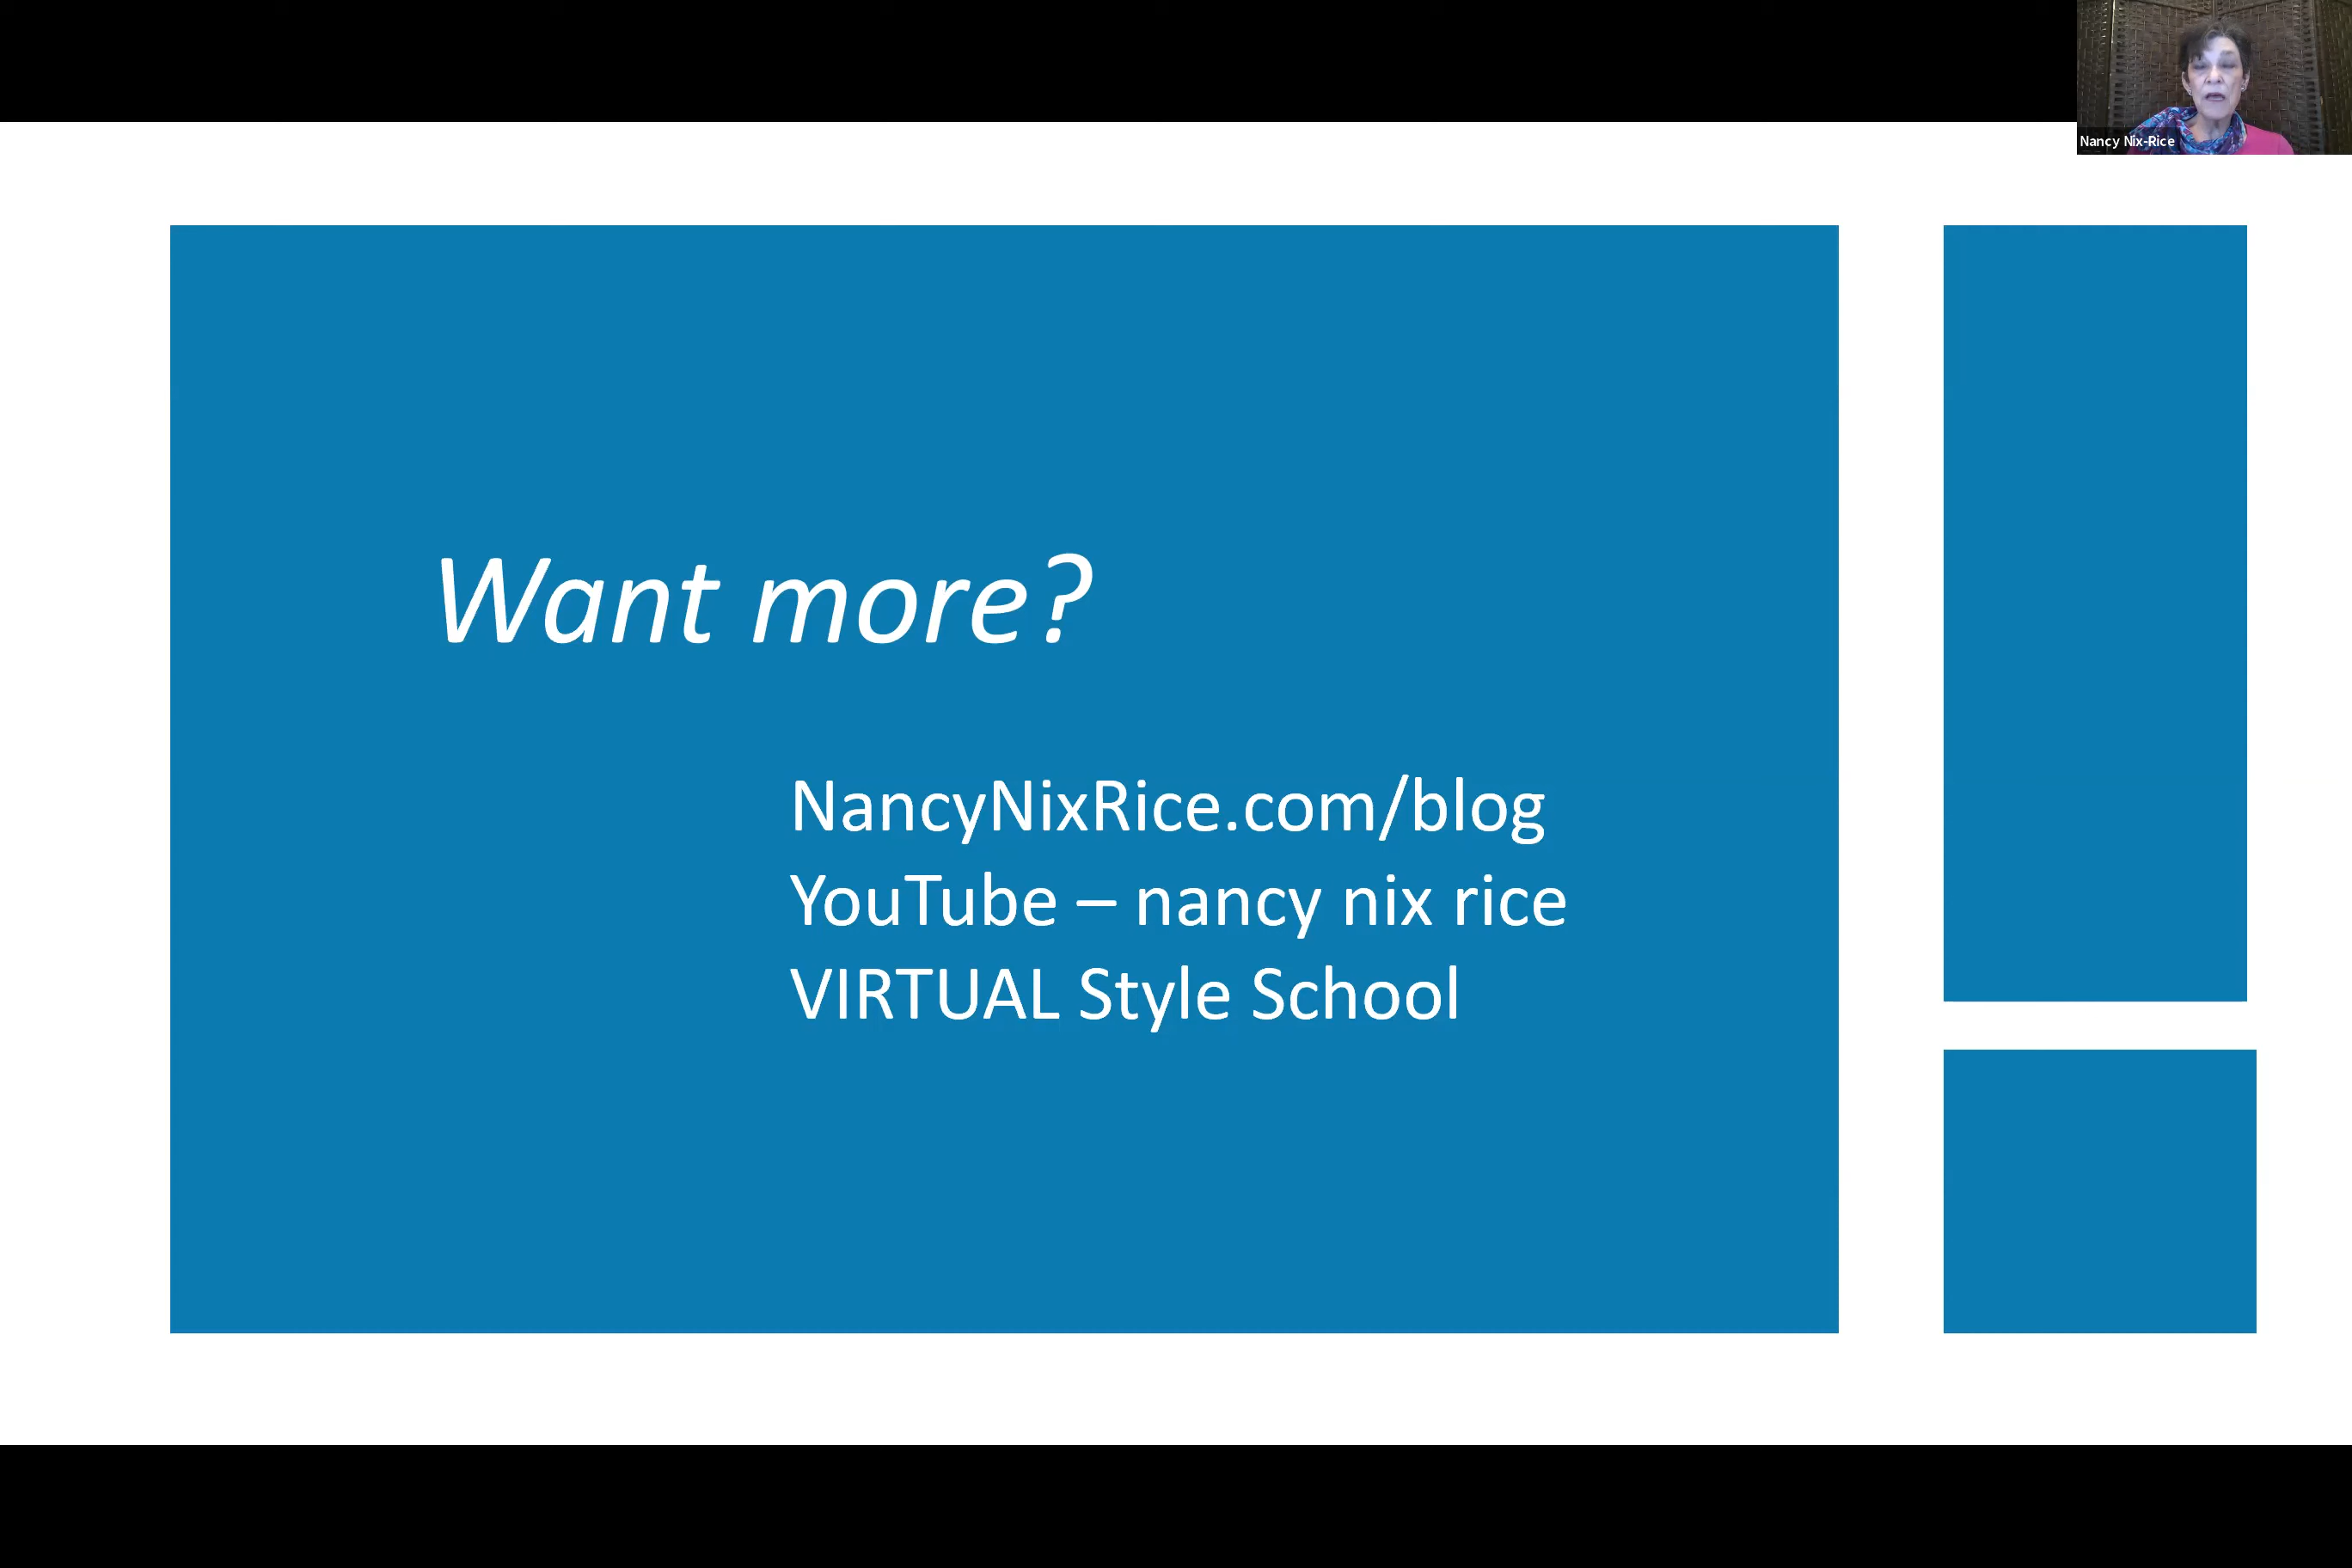 Nancy Nix-Rice
Want more?
NancyNixRice.com/blog
YouTube – nancy nix rice
VIRTUAL Style School